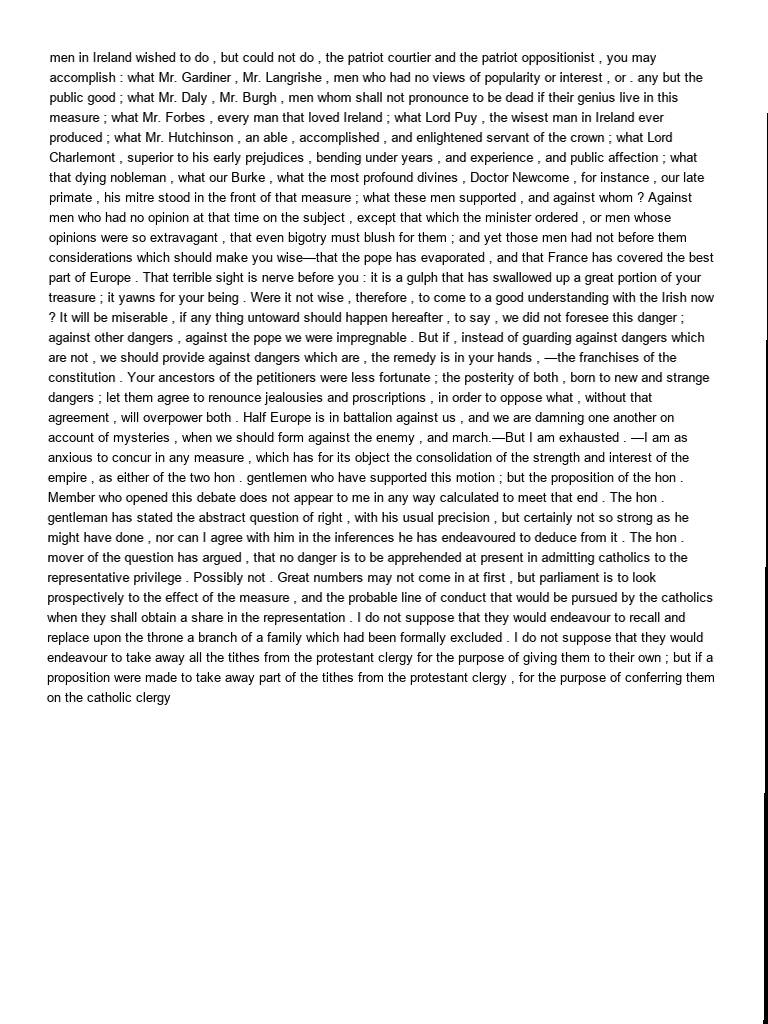 men in Ireland wished to do , but could not do , the patriot courtier and the patriot oppositionist , you may
accomplish : what Mr. Gardiner , Mr. Langrishe , men who had no views of popularity or interest , or . any but the
public good ; what Mr. Daly , Mr. Burgh , men whom shall not pronounce to be dead if their genius live in this
measure ; what Mr. Forbes , every man that loved Ireland ; what Lord Puy , the wisest man in Ireland ever
produced ; what Mr. Hutchinson , an able , accomplished , and enlightened servant of the crown ; what Lord
Charlemont , superior to his early prejudices , bending under years , and experience , and public affection ; what
that dying nobleman , what our Burke , what the most profound divines , Doctor Newcome , for instance , our late
primate , his mitre stood in the front of that measure ; what these men supported , and against whom ? Against
men who had no opinion at that time on the subject , except that which the minister ordered , or men whose
opinions were so extravagant , that even bigotry must blush for them ; and yet those men had not before them
considerations which should make you wise—that the pope has evaporated , and that France has covered the best
part of Europe . That terrible sight is nerve before you : it is a gulph that has swallowed up a great portion of your
treasure ; it yawns for your being . Were it not wise , therefore , to come to a good understanding with the Irish now
? It will be miserable , if any thing untoward should happen hereafter , to say , we did not foresee this danger ;
against other dangers , against the pope we were impregnable . But if , instead of guarding against dangers which
are not , we should provide against dangers which are , the remedy is in your hands , —the franchises of the
constitution . Your ancestors of the petitioners were less fortunate ; the posterity of both , born to new and strange
dangers ; let them agree to renounce jealousies and proscriptions , in order to oppose what , without that
agreement , will overpower both . Half Europe is in battalion against us , and we are damning one another on
account of mysteries , when we should form against the enemy , and march.—But I am exhausted . —I am as
anxious to concur in any measure , which has for its object the consolidation of the strength and interest of the
empire , as either of the two hon . gentlemen who have supported this motion ; but the proposition of the hon .
Member who opened this debate does not appear to me in any way calculated to meet that end . The hon .
gentleman has stated the abstract question of right , with his usual precision , but certainly not so strong as he
might have done , nor can I agree with him in the inferences he has endeavoured to deduce from it . The hon .
mover of the question has argued , that no danger is to be apprehended at present in admitting catholics to the
representative privilege . Possibly not . Great numbers may not come in at first , but parliament is to look
prospectively to the effect of the measure , and the probable line of conduct that would be pursued by the catholics
when they shall obtain a share in the representation . I do not suppose that they would endeavour to recall and
replace upon the throne a branch of a family which had been formally excluded . I do not suppose that they would
endeavour to take away all the tithes from the protestant clergy for the purpose of giving them to their own ; but if a
proposition were made to take away part of the tithes from the protestant clergy , for the purpose of conferring them
on the catholic clergy